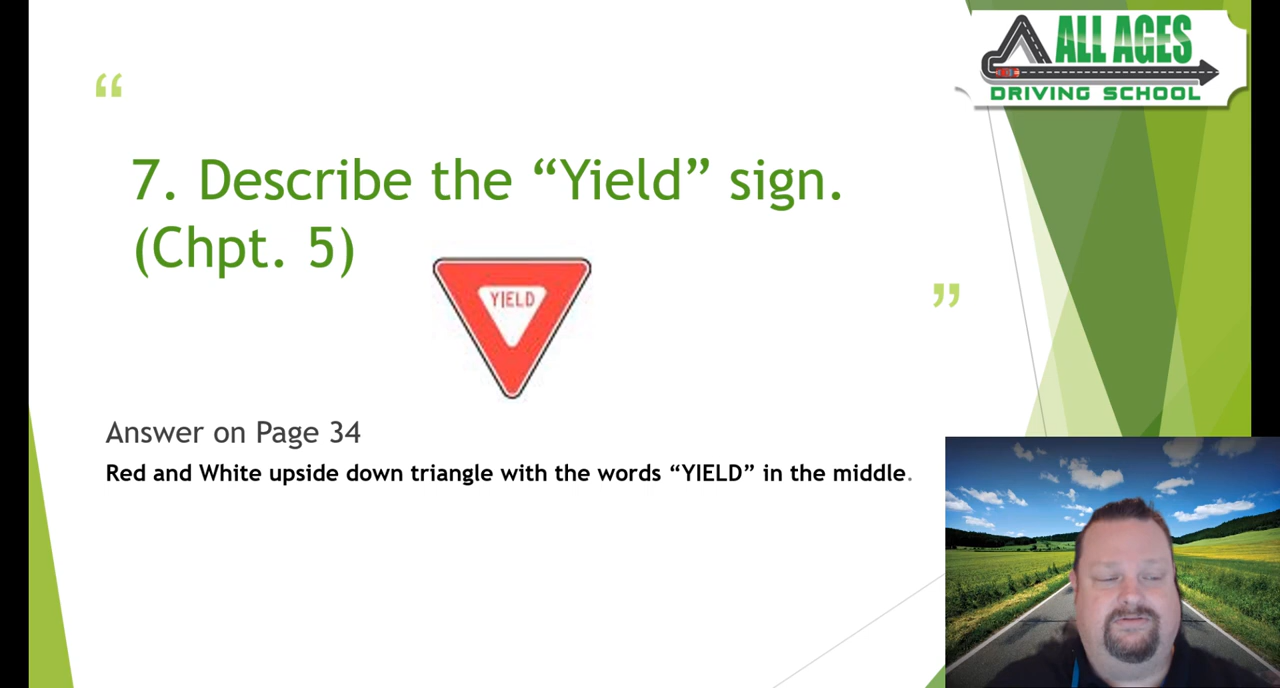 ALL AGES
DRIVING SCHOOL
“
7. Describe the “Yield” sign.
(Chpt. 5)
YIELD
”
Answer on Page 34
Red and White upside down triangle with the words “YIELD” in the middle.